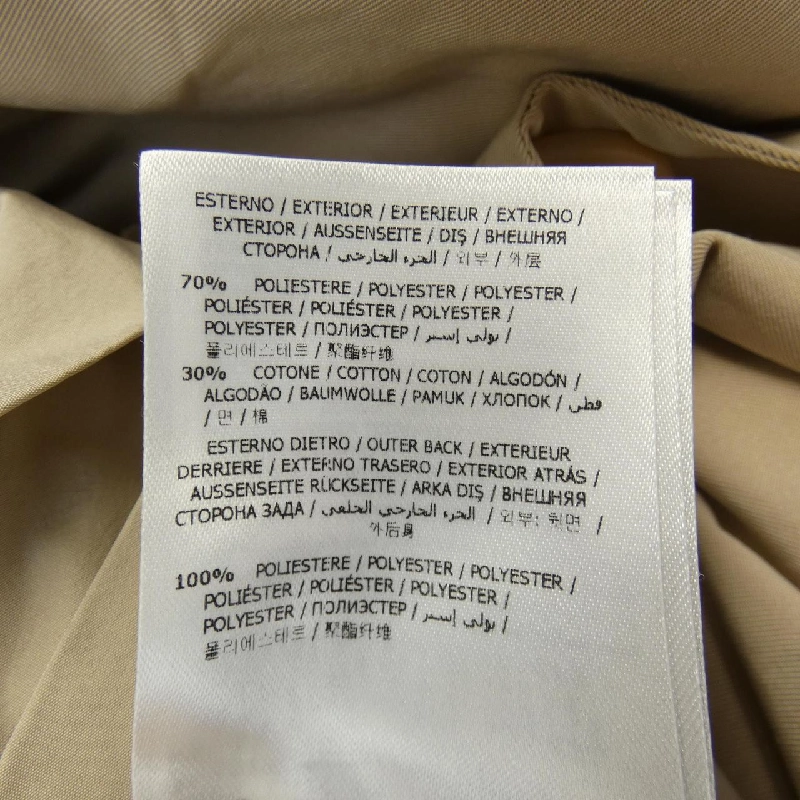 ESTERNO / EXTERIOR / EXTERIEUR / EXTERNO /
EXTERIOR / AUSSENSEITE / DIŞ / ВНЕШНЯЯ
СТОРОНА / الجزء الخارجي / 외부 / 外层
70% POLIESTERE / POLYESTER / POLYESTER /
POLIÉSTER / POLIÉSTER / POLYESTER /
POLYESTER / ПОЛИЭСТЕР / بولي إستر /
폴리에스테르 / 聚酯纤维
30% COTONE / COTTON / COTON / ALGODÓN /
ALGODÃO / BAUMWOLLE / PAMUK / ХЛОПОК / قطن
/ 면 / 棉
ESTERNO DIETRO / OUTER BACK / EXTERIEUR
DERRIERE / EXTERNO TRASERO / EXTERIOR ATRÁS /
AUSSENSEITE RÜCKSEITE / ARKA DIŞ / ВНЕШНЯЯ
СТОРОНА ЗАДА / الجزء الخارجي الخلفي / 외부: 뒷면 /
外后身
100% POLIESTERE / POLYESTER / POLYESTER /
POLIÉSTER / POLIÉSTER / POLYESTER /
POLYESTER / ПОЛИЭСТЕР / بولي إستر /
폴리에스테르 / 聚酯纤维